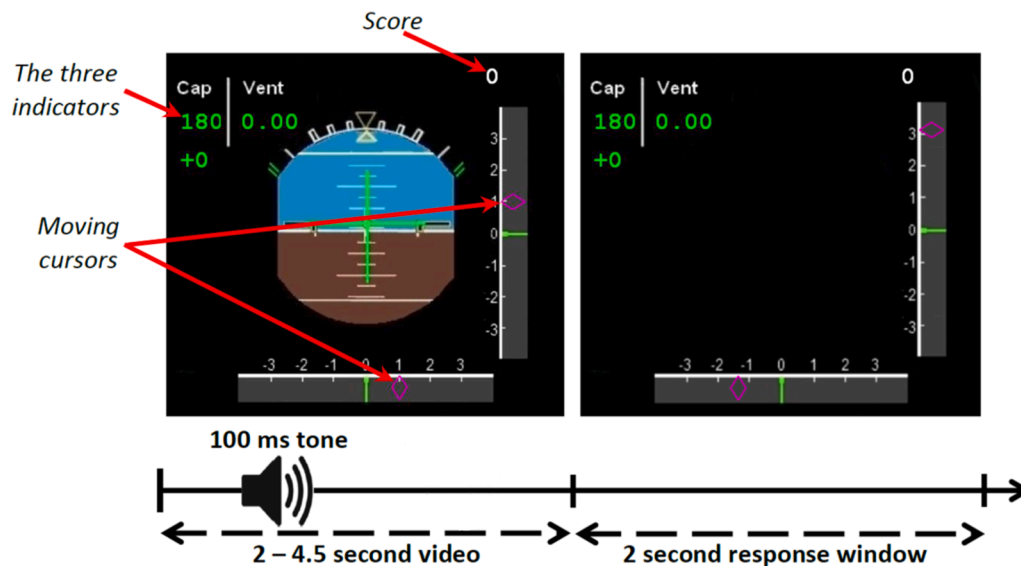 Score
The three
indicators
Cap Vent
180 0.00
+0
0
3
2
1
0
-1
-2
-3
-3 -2 -1 0 1 2 3
Moving
cursors
Cap Vent
180 0.00
+0
0
3
2
1
0
-1
-2
-3
-3 -2 -1 0 1 2 3
100 ms tone
2 – 4.5 second video
2 second response window